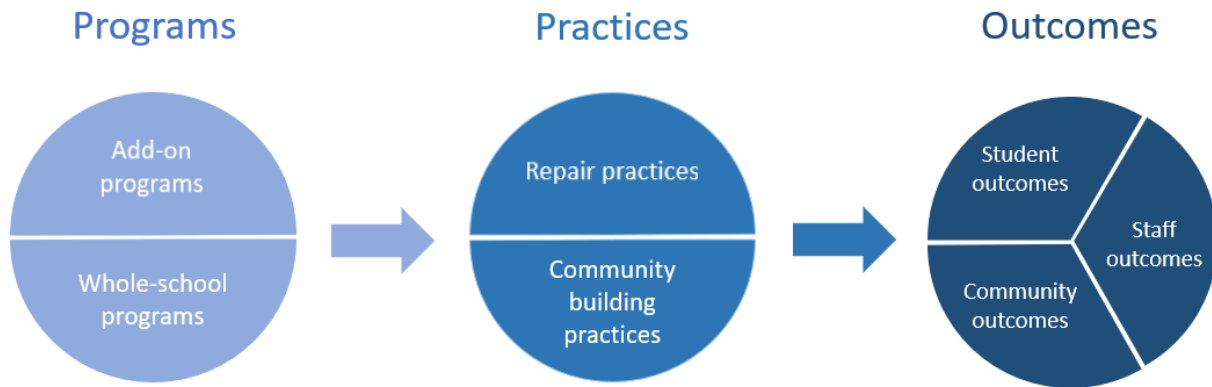 Programs
Add-on
programs
Whole-school
programs
Practices
Repair practices
Community
building
practices
Outcomes
Student
outcomes
Staff
outcomes
Community
outcomes